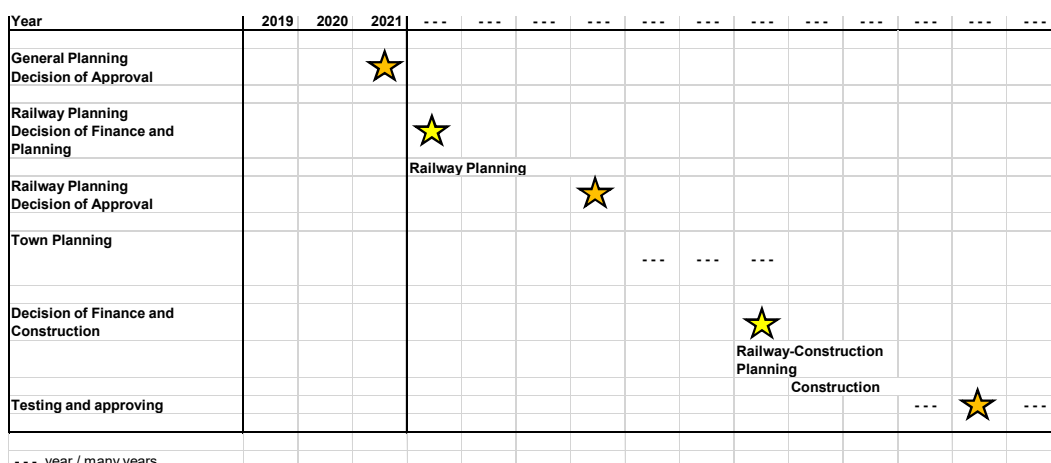 Year 2019 2020 2021 --- --- --- --- --- --- --- --- --- --- --- ---
General Planning
Decision of Approval
Railway Planning
Decision of Finance and
Planning
Railway Planning
Railway Planning
Decision of Approval
Town Planning
--- --- ---
Decision of Finance and
Construction
Railway-Construction
Planning
Construction
Testing and approving --- ---
--- year / many years